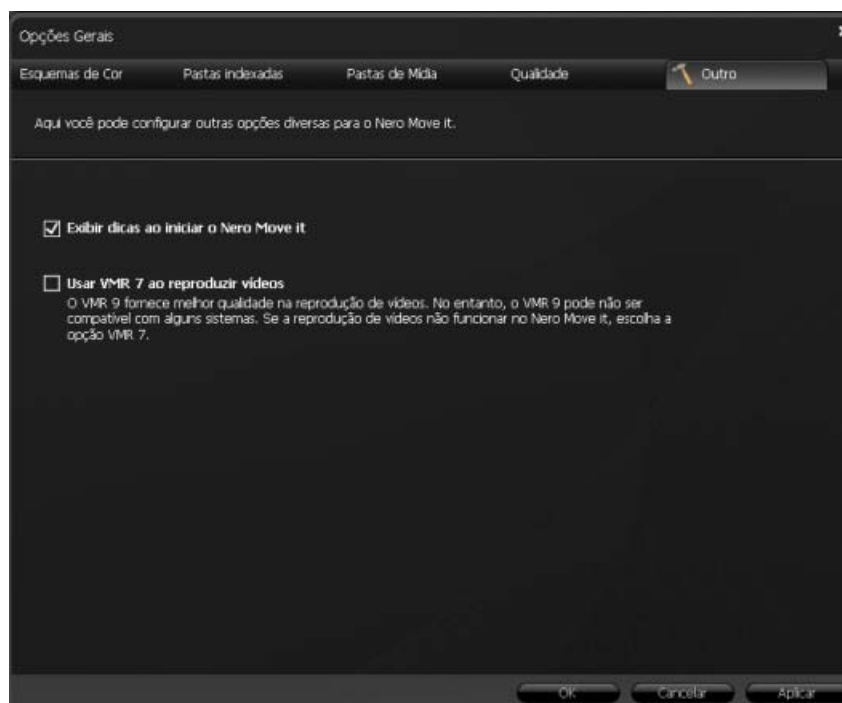 Opções Gerais
Esquemas de Cor Pastas indexadas Pastas de Mídia Qualidade Outro
Aqui você pode configurar outras opções diversas para o Nero Move it.
Exibir dicas ao iniciar o Nero Move it
Usar VMR 7 ao reproduzir vídeos
O VMR 9 fornece melhor qualidade na reprodução de vídeos. No entanto, o VMR 9 pode não ser
compatível com alguns sistemas. Se a reprodução de vídeos não funcionar no Nero Move it, escolha a
opção VMR 7.
OK Cancelar Aplicar